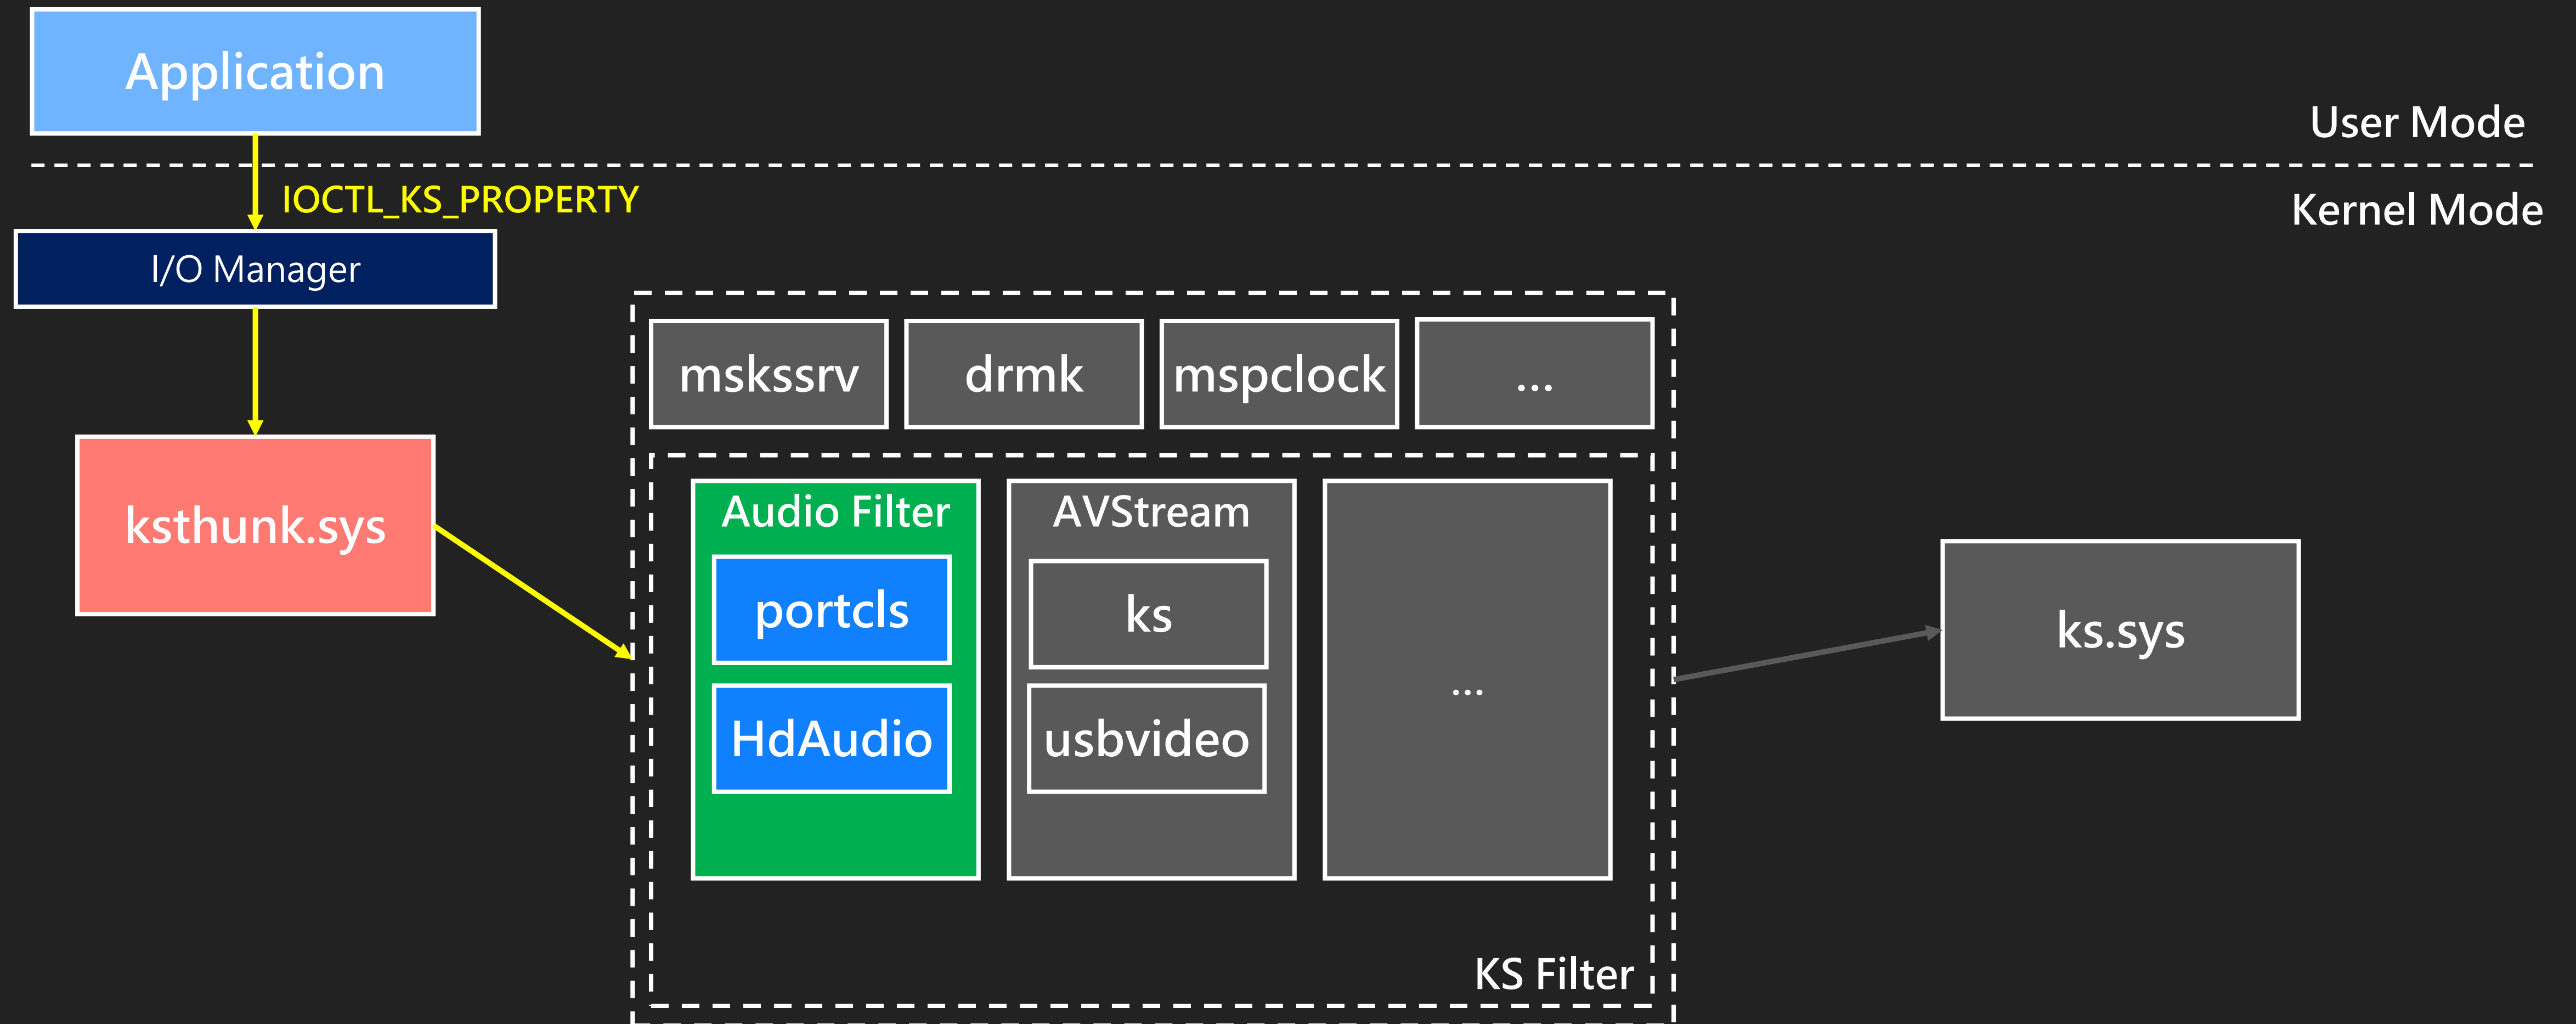 Application
User Mode
IOCTL_KS_PROPERTY
Kernel Mode
I/O Manager
mskssrv
drmk
mspclock
...
ksthunk.sys
Audio Filter
AVStream
portcls
ks
HdAudio
usbvideo
...
ks.sys
KS Filter